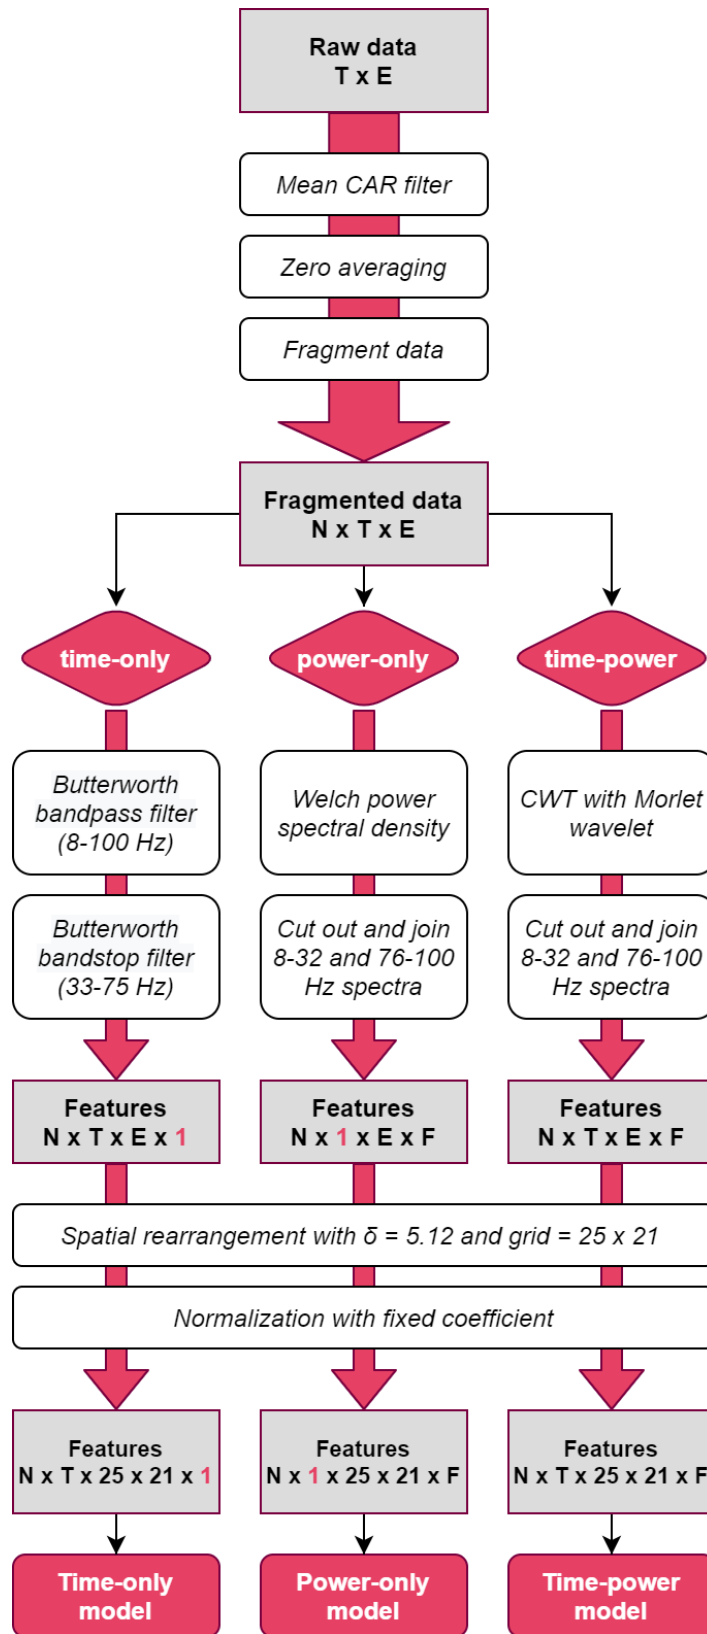 Raw data
T x E
Mean CAR filter
Zero averaging
Fragment data
Fragmented data
N x T x E
time-only
power-only
time-power
Butterworth
bandpass filter
(8-100 Hz)
Welch power
spectral density
CWT with Morlet
wavelet
Butterworth
bandstop filter
(33-75 Hz)
Cut out and join
8-32 and 76-100
Hz spectra
Cut out and join
8-32 and 76-100
Hz spectra
Features
N x T x E x 1
Features
N x 1 x E x F
Features
N x T x E x F
Spatial rearrangement with δ = 5.12 and grid = 25 x 21
Normalization with fixed coefficient
Features
N x T x 25 x 21 x 1
Features
N x 1 x 25 x 21 x F
Features
N x T x 25 x 21 x F
Time-only
model
Power-only
model
Time-power
model